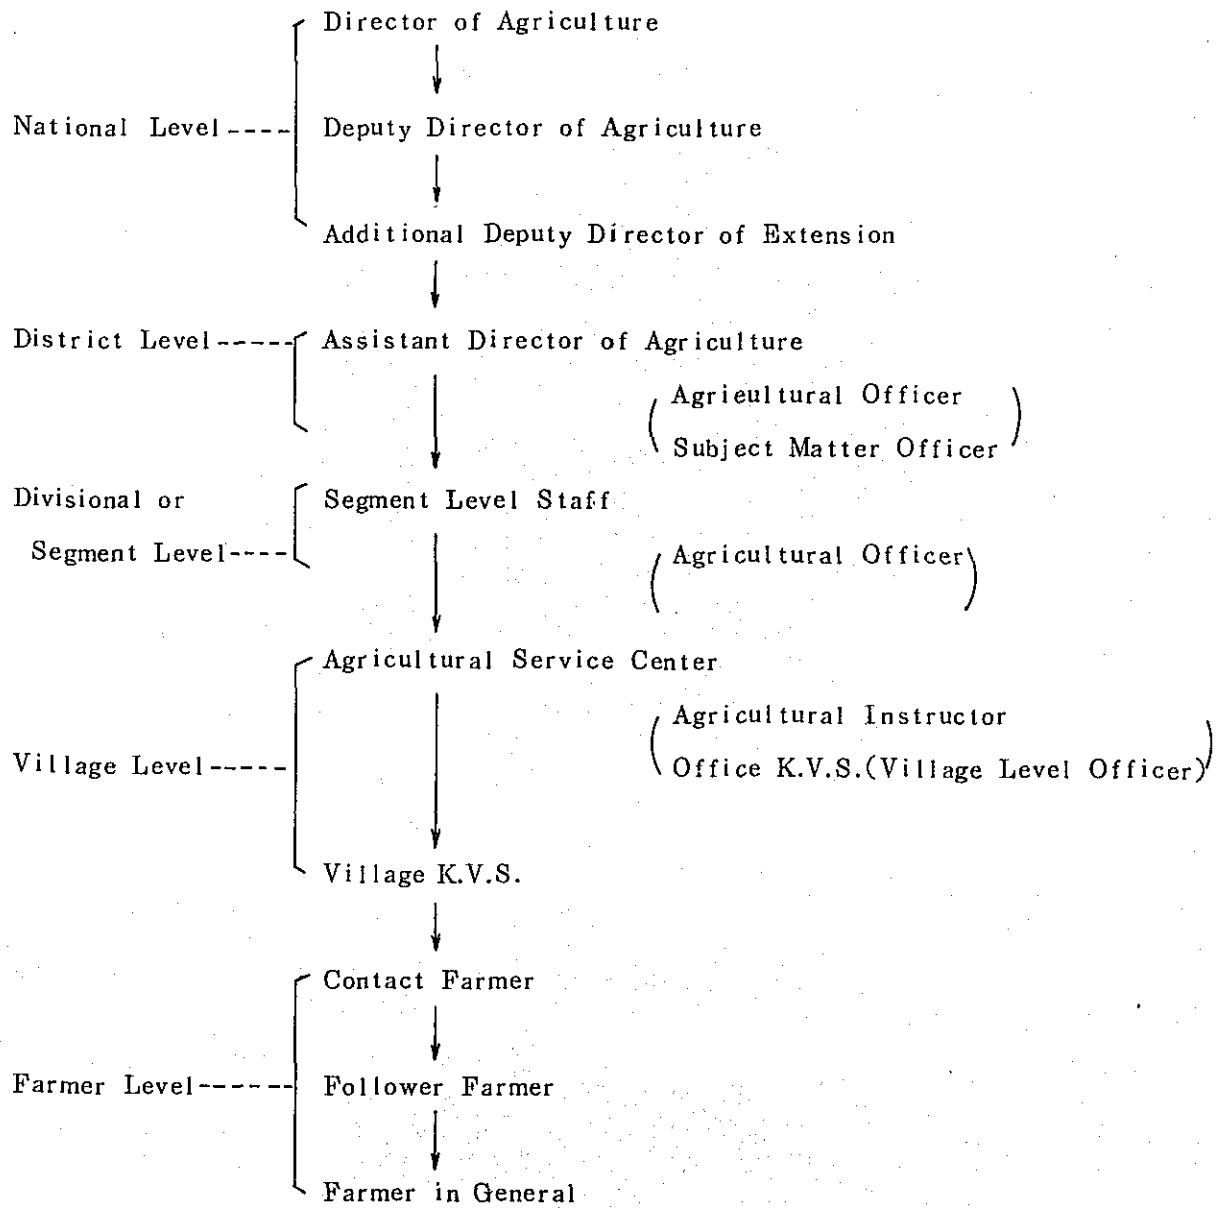 Director of Agriculture
National Level ---- Deputy Director of Agriculture
Additional Deputy Director of Extension
District Level ----- Assistant Director of Agriculture
Agrieultural Officer
Subject Matter Officer
Divisional or Segment Level Staff
Segment Level ----
(Agricultural Officer)
Agricultural Service Center
Agricultural Instructor
Village Level ----- Office K.V.S.(Village Level Officer)
Village K.V.S.
Contact Farmer
Farmer Level ------ Follower Farmer
Farmer in General